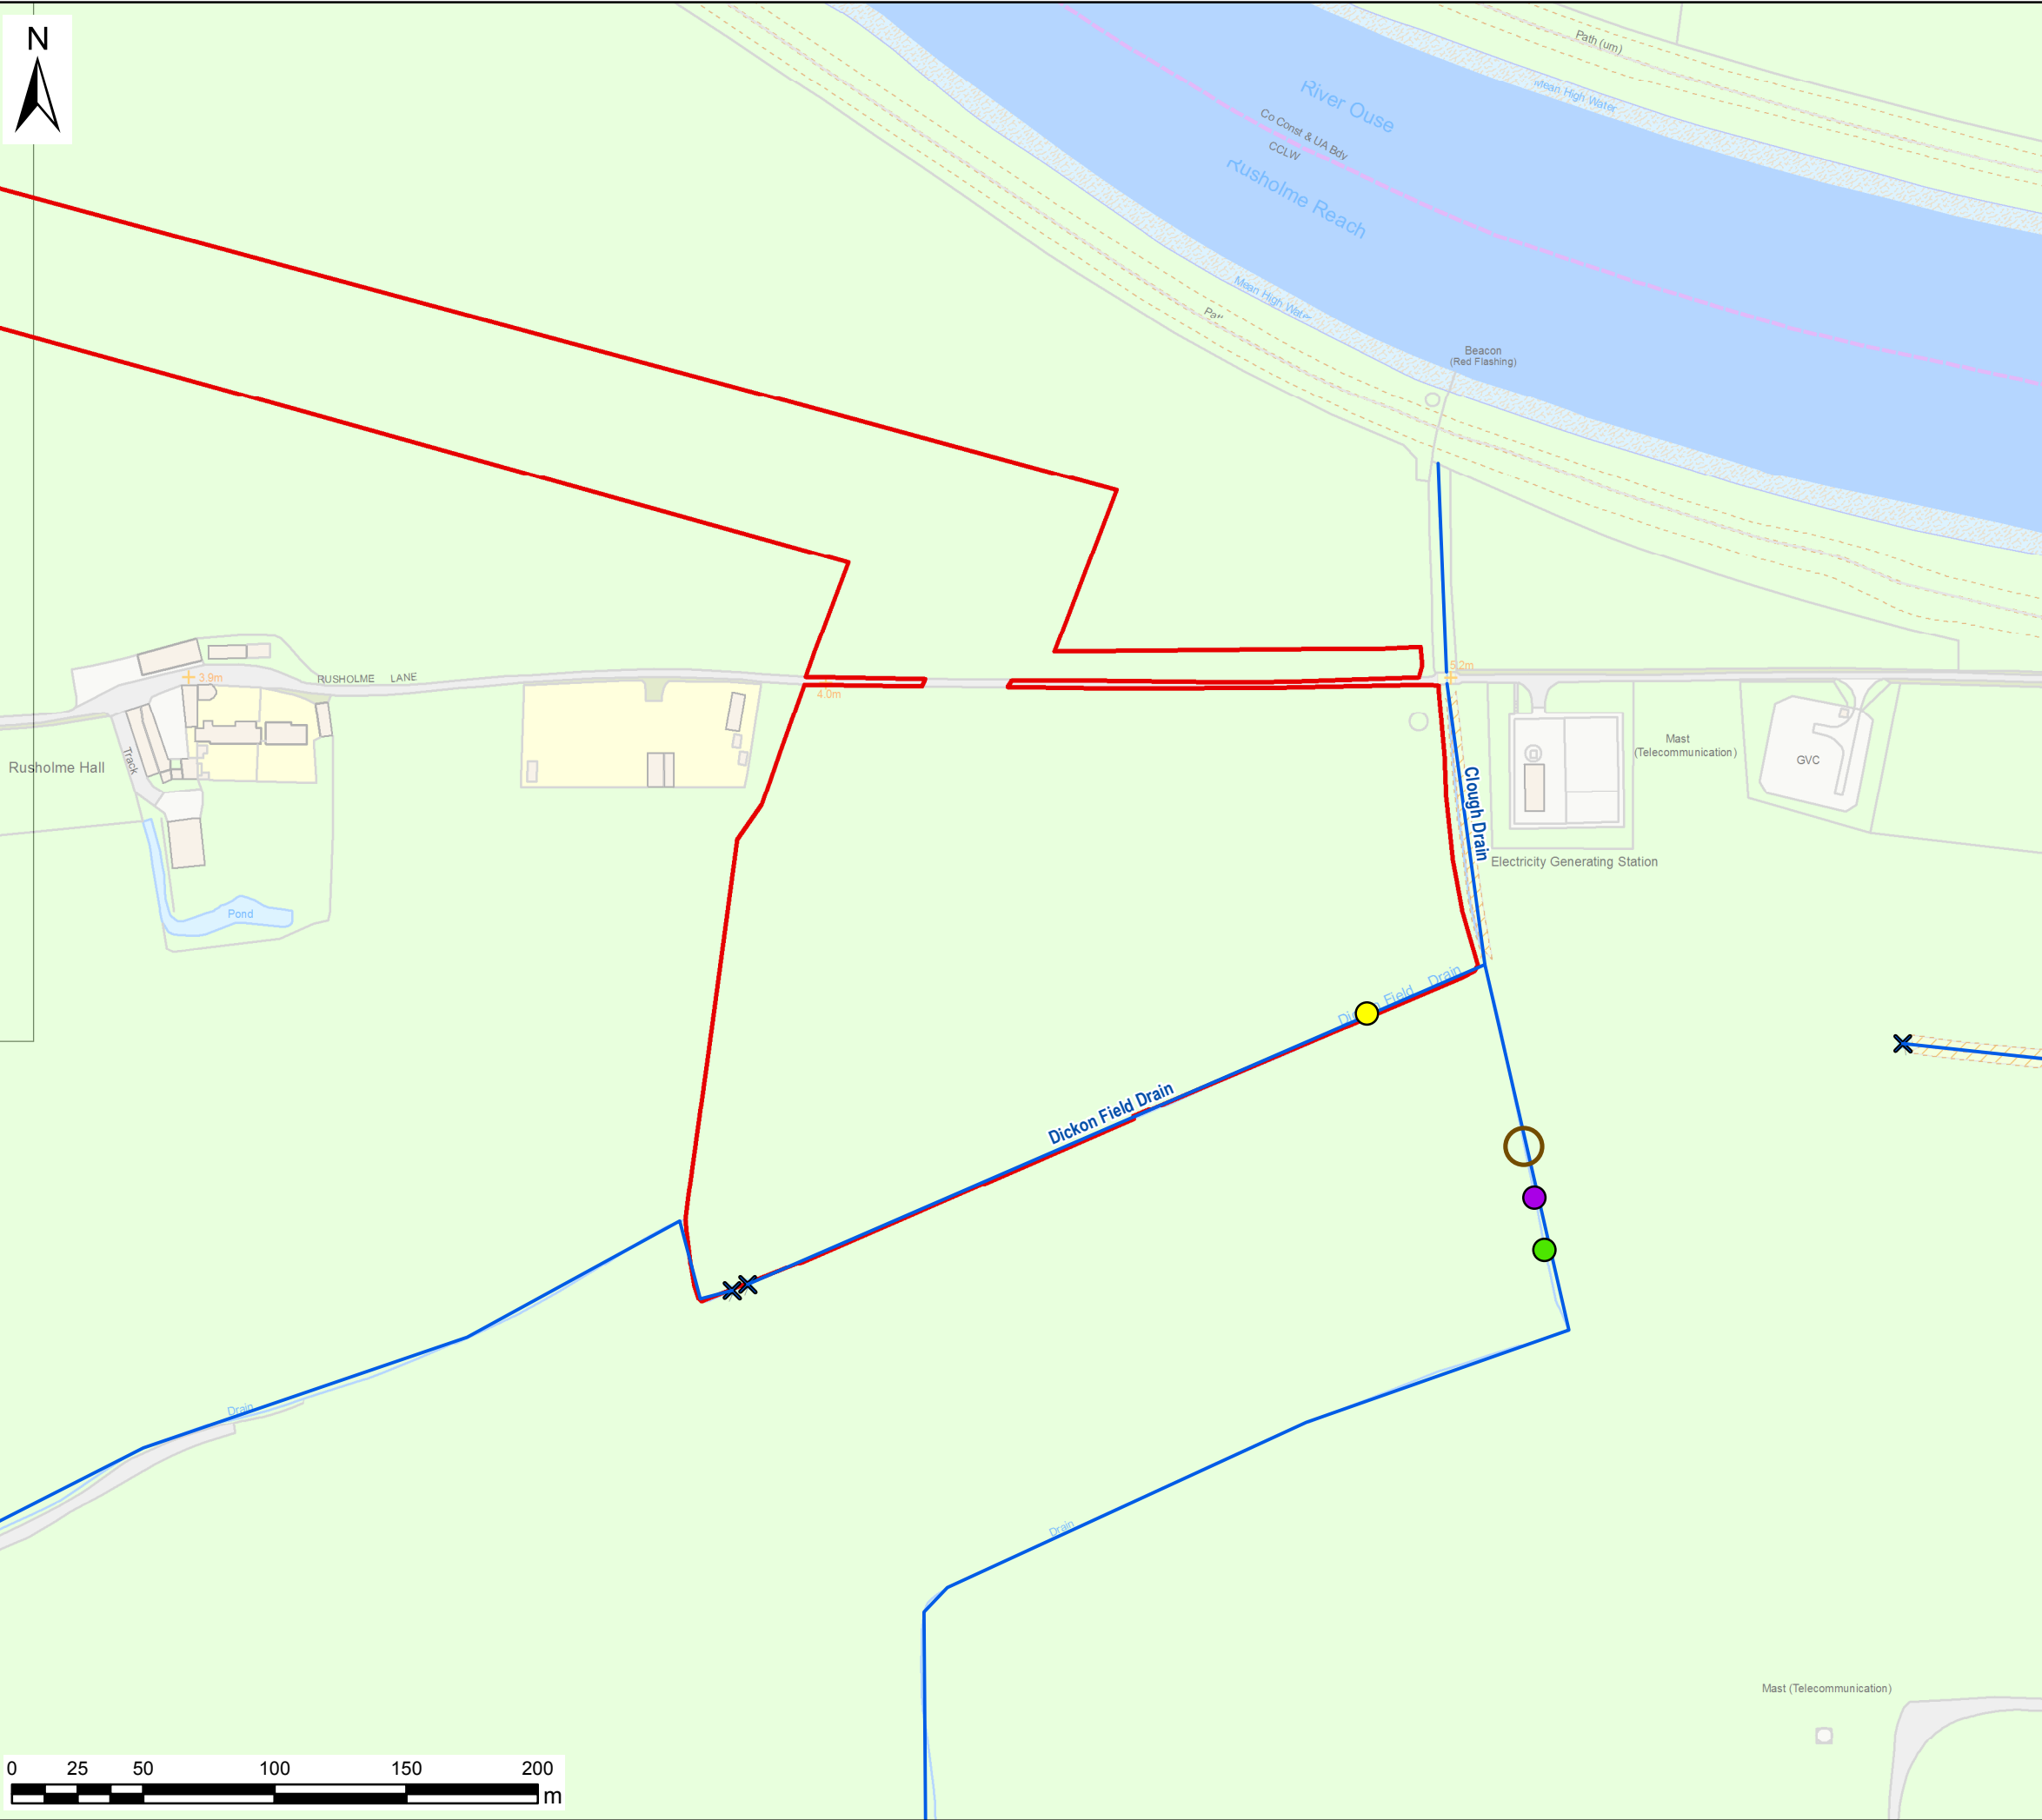 N
Path (um)
Mean High Water
River Ouse
Co Const & UA Bdy
CCLW
Rusholme Reach
Mean High Water
Beacon
(Red Flashing)
5.2m
3.9m
RUSHOLME LANE
4.0m
Track
Rusholme Hall
Mast
(Telecommunication)
GVC
Clough Drain
Electricity Generating Station
Pond
Field Drain
Dickon Field Drain
Drain
Drain
Mast (Telecommunication)
0 25 50 100 150 200
m